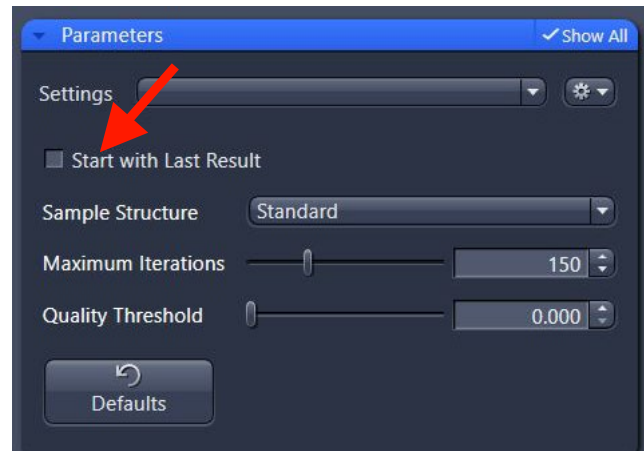 Parameters Show All
Settings
Start with Last Result
Sample Structure Standard
Maximum Iterations 150
Quality Threshold 0.000
Defaults